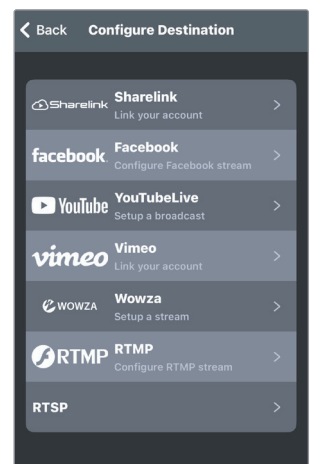 Back Configure Destination
Sharelink Sharelink
Link your account
facebook. Facebook
Configure Facebook stream
YouTube YouTubeLive
Setup a broadcast
vimeo Vimeo
Link your account
WOWZA Wowza
Setup a stream
RTMP RTMP
Configure RTMP stream
RTSP